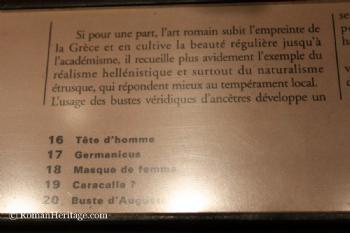 Si pour une part, l'art romain subit l'empreinte de
la Grèce et en cultive la beauté régulière jusqu'à
l'académisme, il recueille plus avidement l'exemple du
réalisme hellénistique et surtout du naturalisme
étrusque, qui répondent mieux au tempérament local.
L'usage des bustes véridiques d'ancêtres développe un
16 Tête d'homme
17 Germanicus
18 Masque de femme
19 Caracalla ?
20 Buste d'Auguste
© RomanHeritage.com